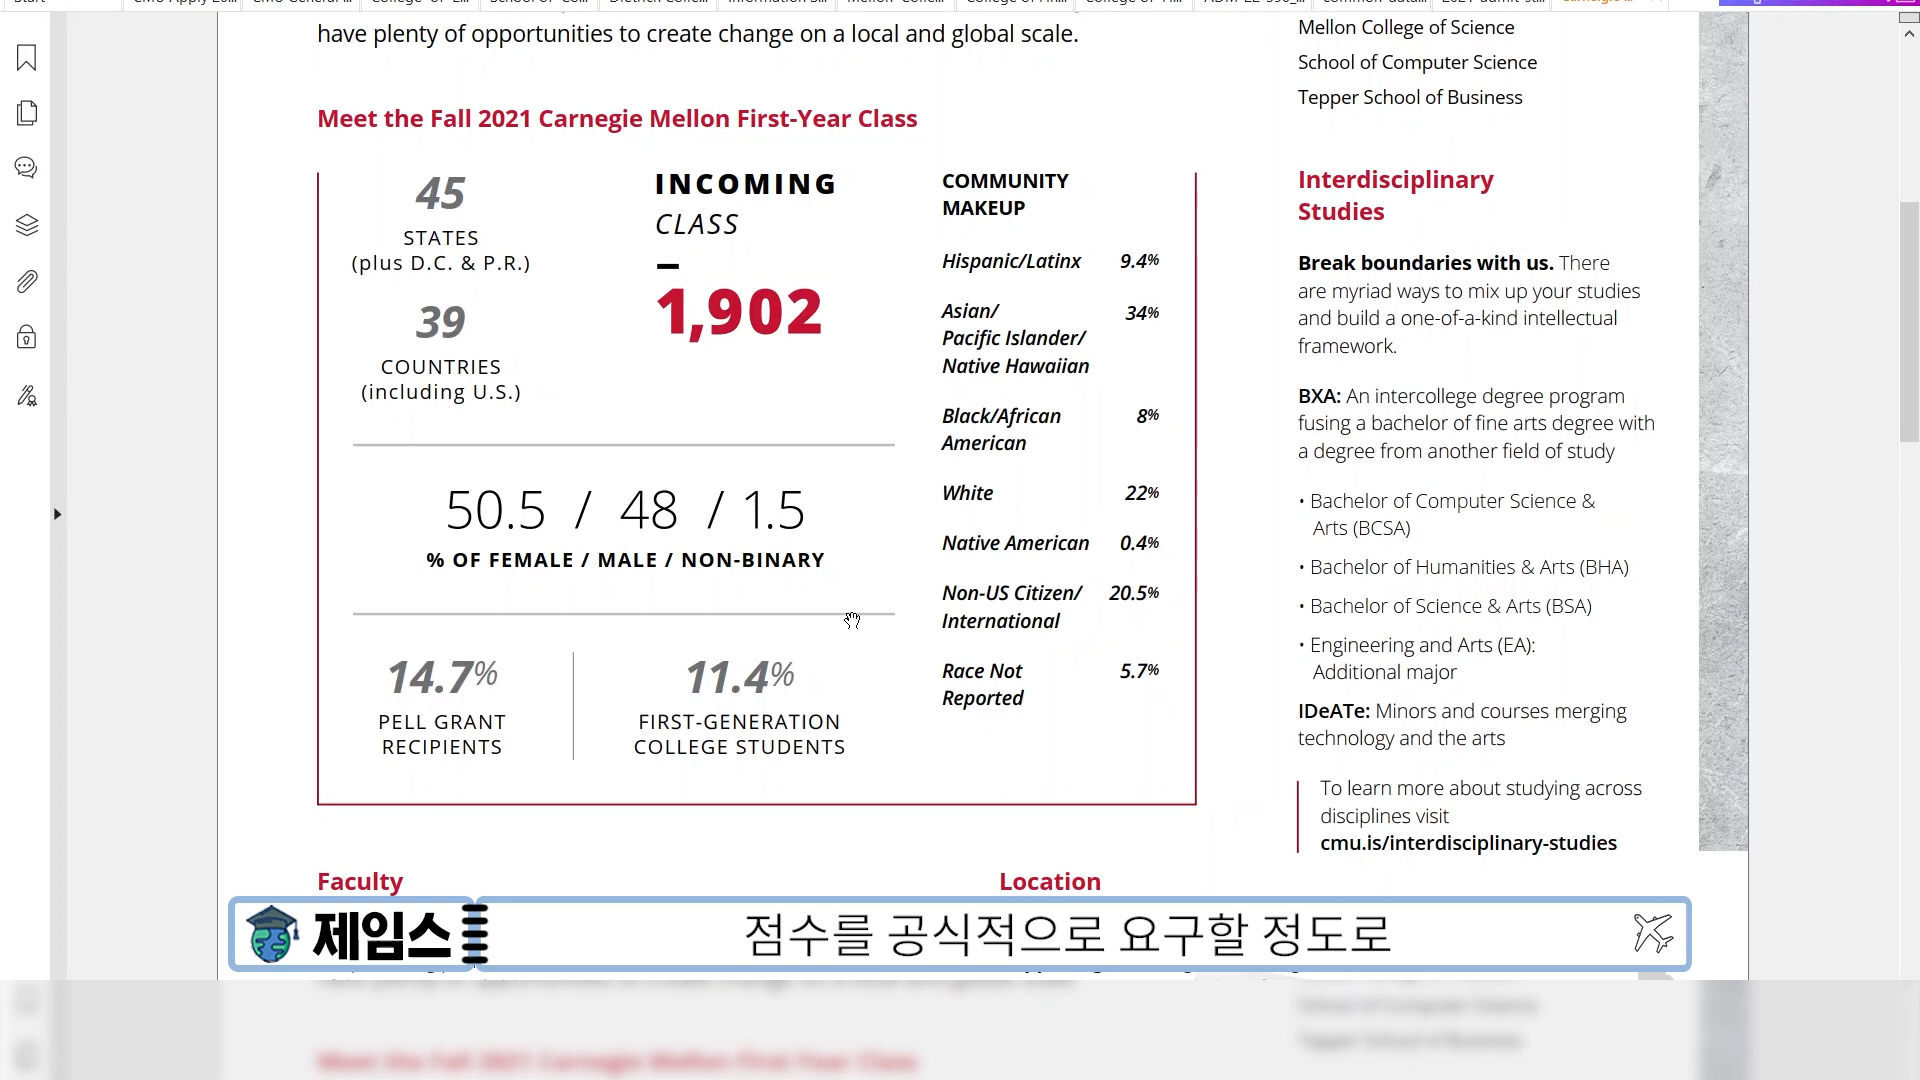 have plenty of opportunities to create change on a local and global scale.
Mellon College of Science
School of Computer Science
Tepper School of Business
Meet the Fall 2021 Carnegie Mellon First-Year Class
45
STATES
(plus D.C. & P.R.)
39
COUNTRIES
(including U.S.)
INCOMING
CLASS
1,902
50.5 / 48 / 1.5
% OF FEMALE / MALE / NON-BINARY
14.7%
PELL GRANT
RECIPIENTS
11.4%
FIRST-GENERATION
COLLEGE STUDENTS
COMMUNITY
MAKEUP
Hispanic/Latinx 9.4%
Asian/ 34%
Pacific Islander/
Native Hawaiian
Black/African 8%
American
White 22%
Native American 0.4%
Non-US Citizen/ 20.5%
International
Race Not 5.7%
Reported
Interdisciplinary
Studies
Break boundaries with us. There
are myriad ways to mix up your studies
and build a one-of-a-kind intellectual
framework.
BXA: An intercollege degree program
fusing a bachelor of fine arts degree with
a degree from another field of study
• Bachelor of Computer Science &
Arts (BCSA)
• Bachelor of Humanities & Arts (BHA)
• Bachelor of Science & Arts (BSA)
• Engineering and Arts (EA):
Additional major
IDeATe: Minors and courses merging
technology and the arts
To learn more about studying across
disciplines visit
cmu.is/interdisciplinary-studies
Faculty
Location
제임스
점수를 공식적으로 요구할 정도로